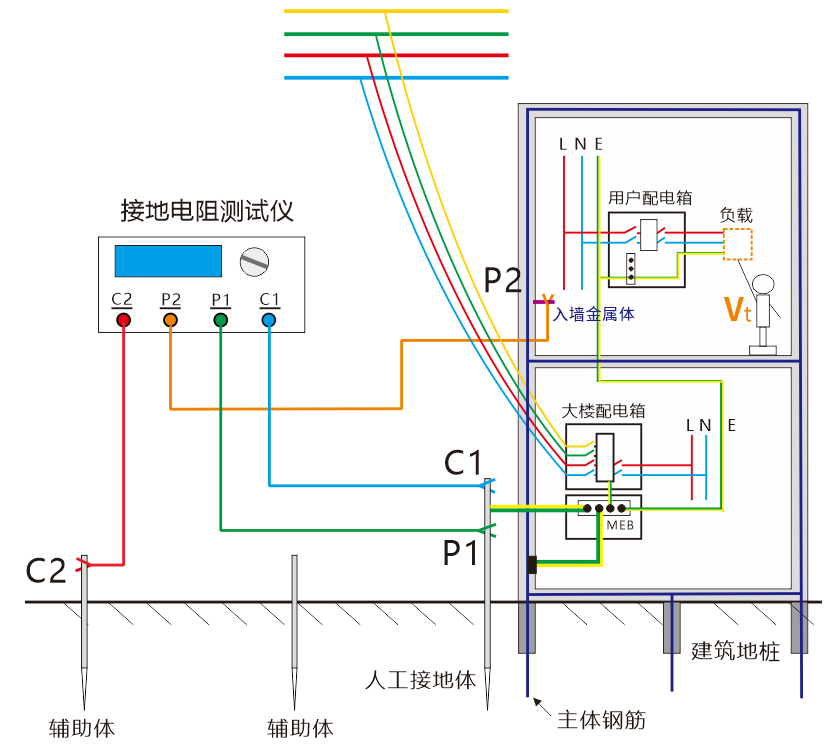 L N E
用户配电箱
负载
接地电阻测试仪
P2
C2 P2 P1 C1
入墙金属体
Vt
大楼配电箱
L N E
C1
MEB
P1
C2
建筑地桩
人工接地体
主体钢筋
辅助体
辅助体